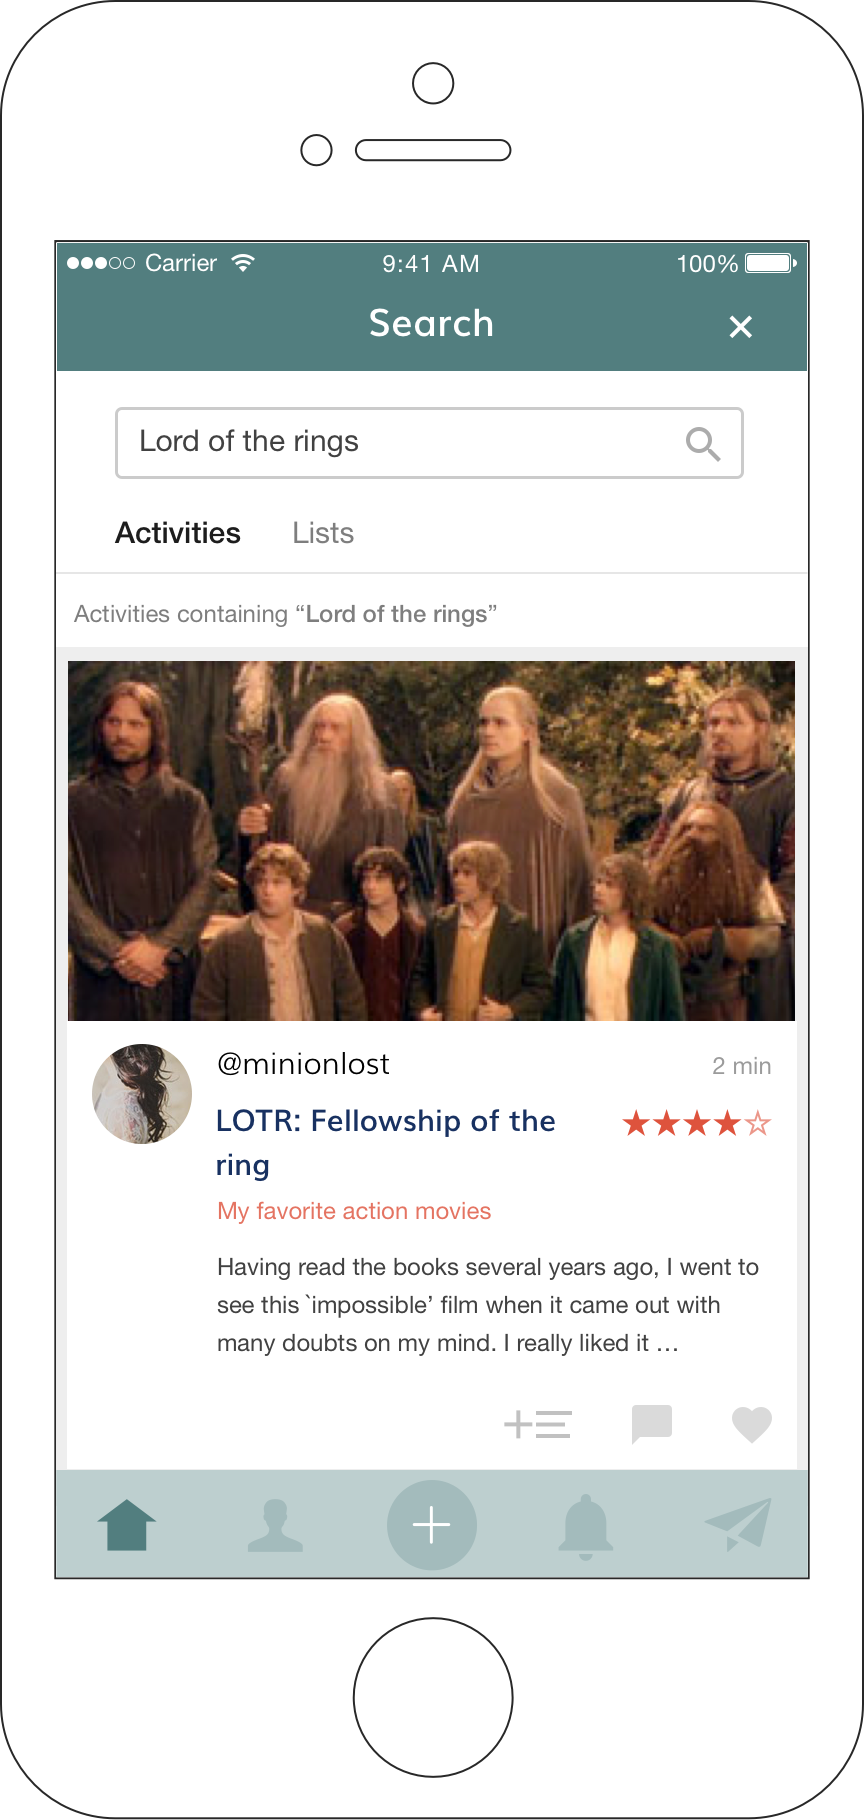 Carrier 9:41 AM 100%
Search
Lord of the rings
Activities Lists
Activities containing “Lord of the rings”
@minionlost 2 min
LOTR: Fellowship of the
ring
My favorite action movies
Having read the books several years ago, I went to
see this `impossible’ film when it came out with
many doubts on my mind. I really liked it …